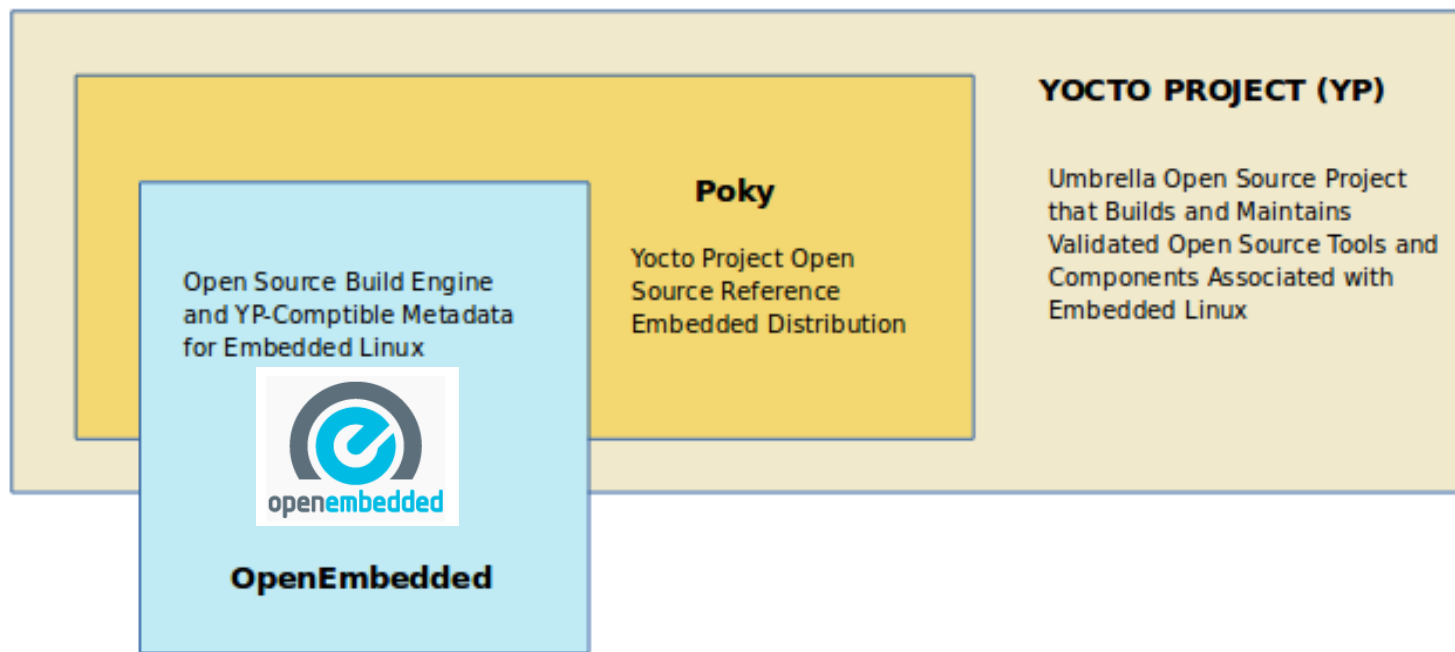 YOCTO PROJECT (YP)
Umbrella Open Source Project
that Builds and Maintains
Validated Open Source Tools and
Components Associated with
Embedded Linux
Poky
Yocto Project Open
Source Reference
Embedded Distribution
Open Source Build Engine
and YP-Comptible Metadata
for Embedded Linux
openembedded
OpenEmbedded